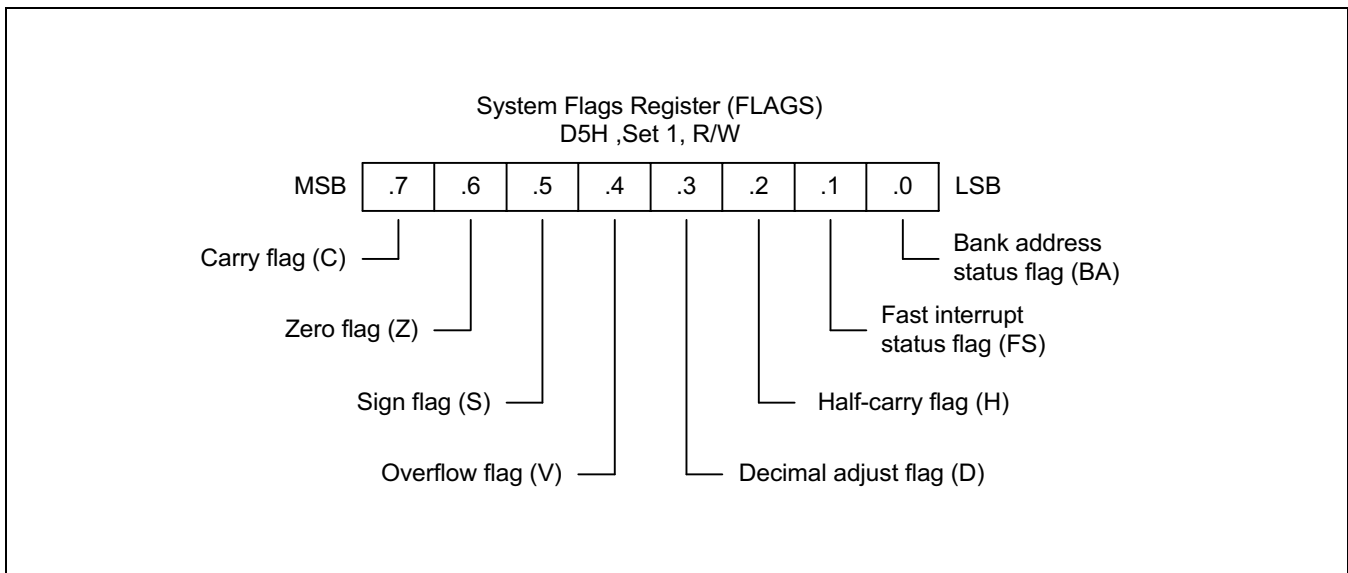 System Flags Register (FLAGS)
D5H ,Set 1, R/W
MSB .7 .6 .5 .4 .3 .2 .1 .0 LSB
Carry flag (C)
Bank address
status flag (BA)
Zero flag (Z)
Fast interrupt
status flag (FS)
Sign flag (S)
Half-carry flag (H)
Overflow flag (V)
Decimal adjust flag (D)